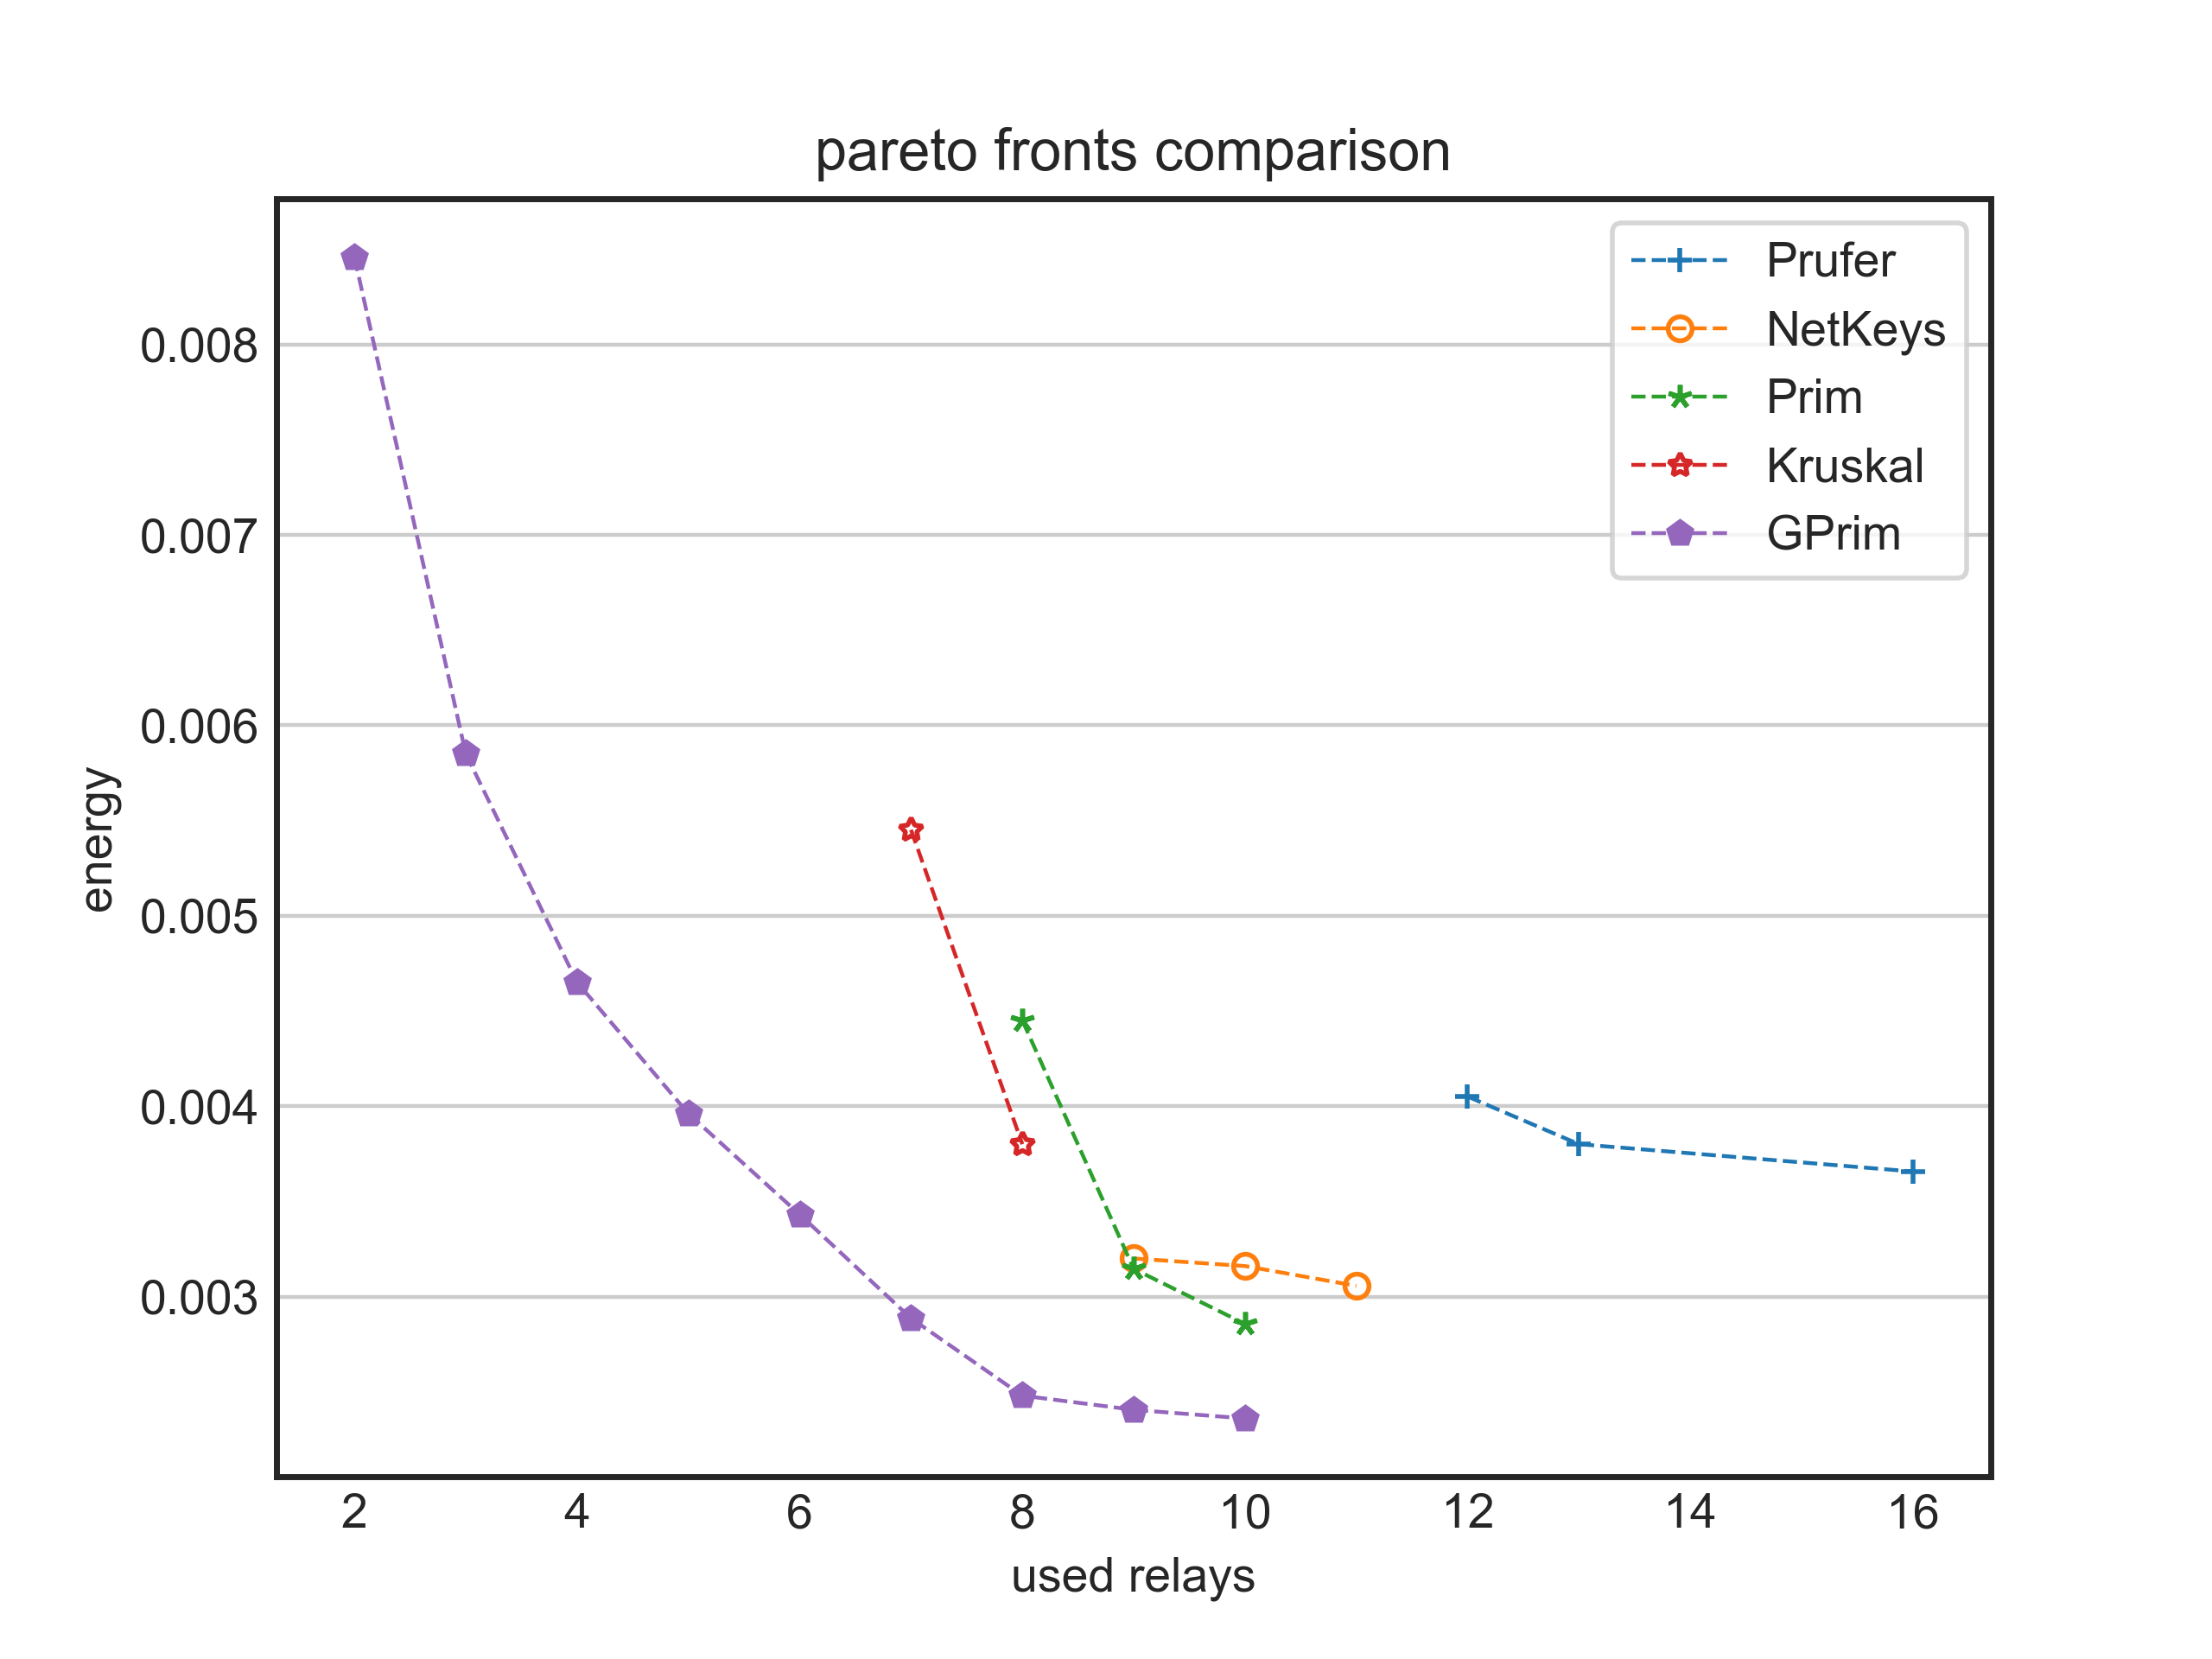 pareto fronts comparison
Prufer
NetKeys
Prim
Kruskal
GPrim
0.008
0.007
0.006
0.005
0.004
0.003
energy
2 4 6 8 10 12 14 16
used relays